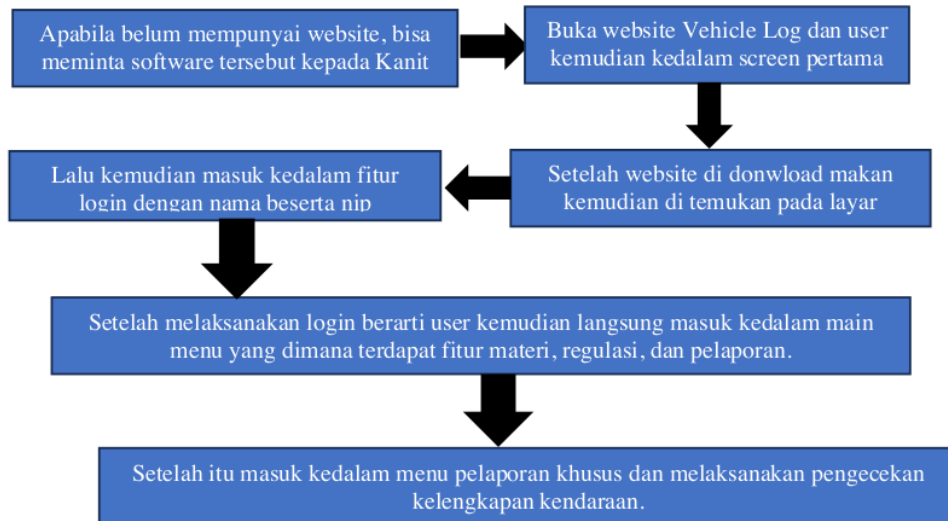 Apabila belum mempunyai website, bisa
meminta software tersebut kepada Kanit
Buka website Vehicle Log dan user
kemudian kedalam screen pertama
Setelah website di donwload makan
kemudian di temukan pada layar
Lalu kemudian masuk kedalam fitur
login dengan nama beserta nip
Setelah melaksanakan login berarti user kemudian langsung masuk kedalam main
menu yang dimana terdapat fitur materi, regulasi, dan pelaporan.
Setelah itu masuk kedalam menu pelaporan khusus dan melaksanakan pengecekan
kelengkapan kendaraan.